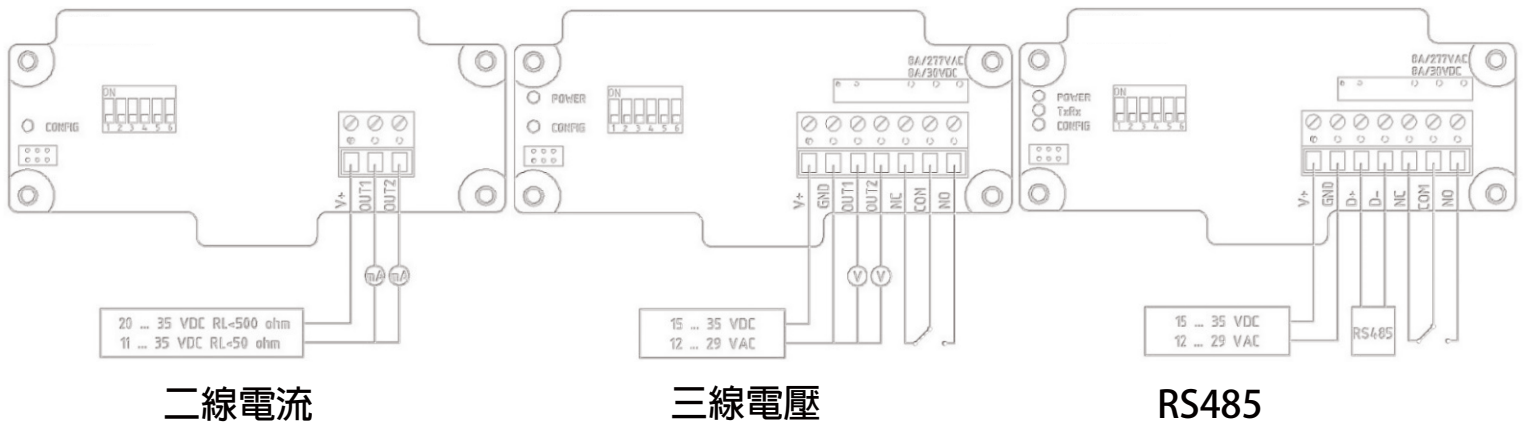 CONFIG
ON
1 2 3 4 5 6
V+
OUT1
OUT2
mA
mA
20 … 35 VDC RL<500 ohm
11 … 35 VDC RL<50 ohm
二線電流
8A/277VAC
8A/30VDC
POWER
CONFIG
ON
1 2 3 4 5 6
V+
GND
OUT1
OUT2
NC
COM
NO
V
V
15 … 35 VDC
12 … 29 VAC
三線電壓
8A/277VAC
8A/30VDC
POWER
TxRx
CONFIG
ON
1 2 3 4 5 6
V+
GND
D+
D-
NC
COM
NO
RS485
15 … 35 VDC
12 … 29 VAC
RS485